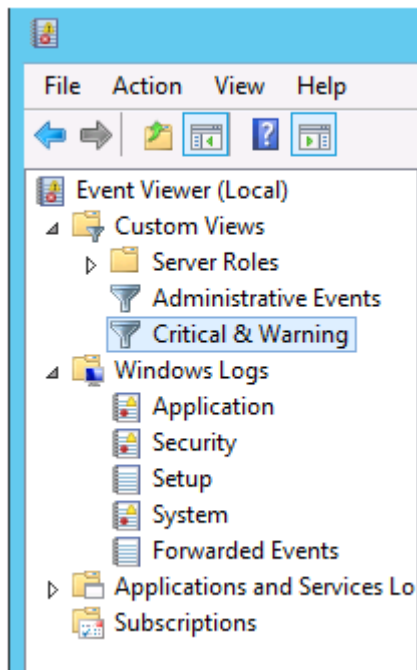 File Action View Help
Event Viewer (Local)
Custom Views
Server Roles
Administrative Events
Critical & Warning
Windows Logs
Application
Security
Setup
System
Forwarded Events
Applications and Services Lo
Subscriptions